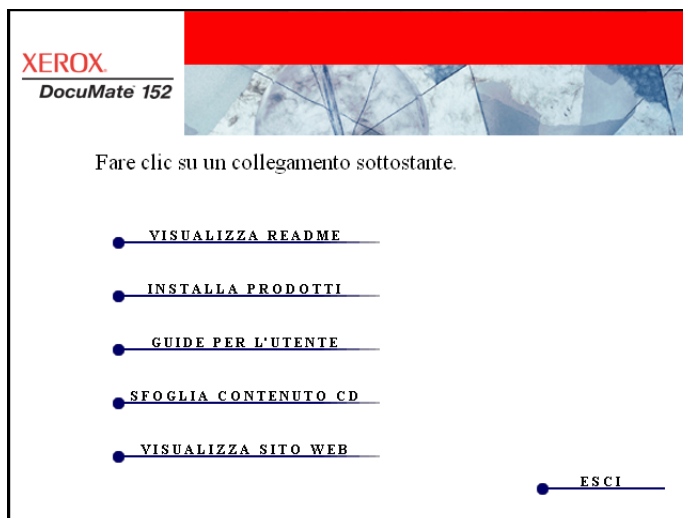 XEROX.
DocuMate 152
Fare clic su un collegamento sottostante.
VISUALIZZA README
INSTALLA PRODOTTI
GUIDE PER L'UTENTE
SFOGLIA CONTENUTO CD
VISUALIZZA SITO WEB
ESCI